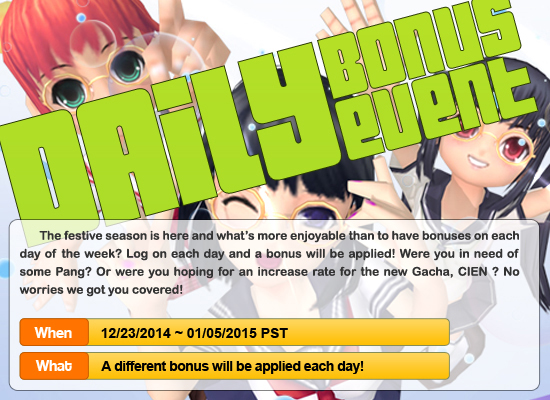 DAiLY
BONUS
eVeNt
The festive season is here and what's more enjoyable than to have bonuses on each
day of the week? Log on each day and a bonus will be applied! Were you in need of
some Pang? Or were you hoping for an increase rate for the new Gacha, CIEN ? No
worries we got you covered!
When 12/23/2014 ~ 01/05/2015 PST
What A different bonus will be applied each day!